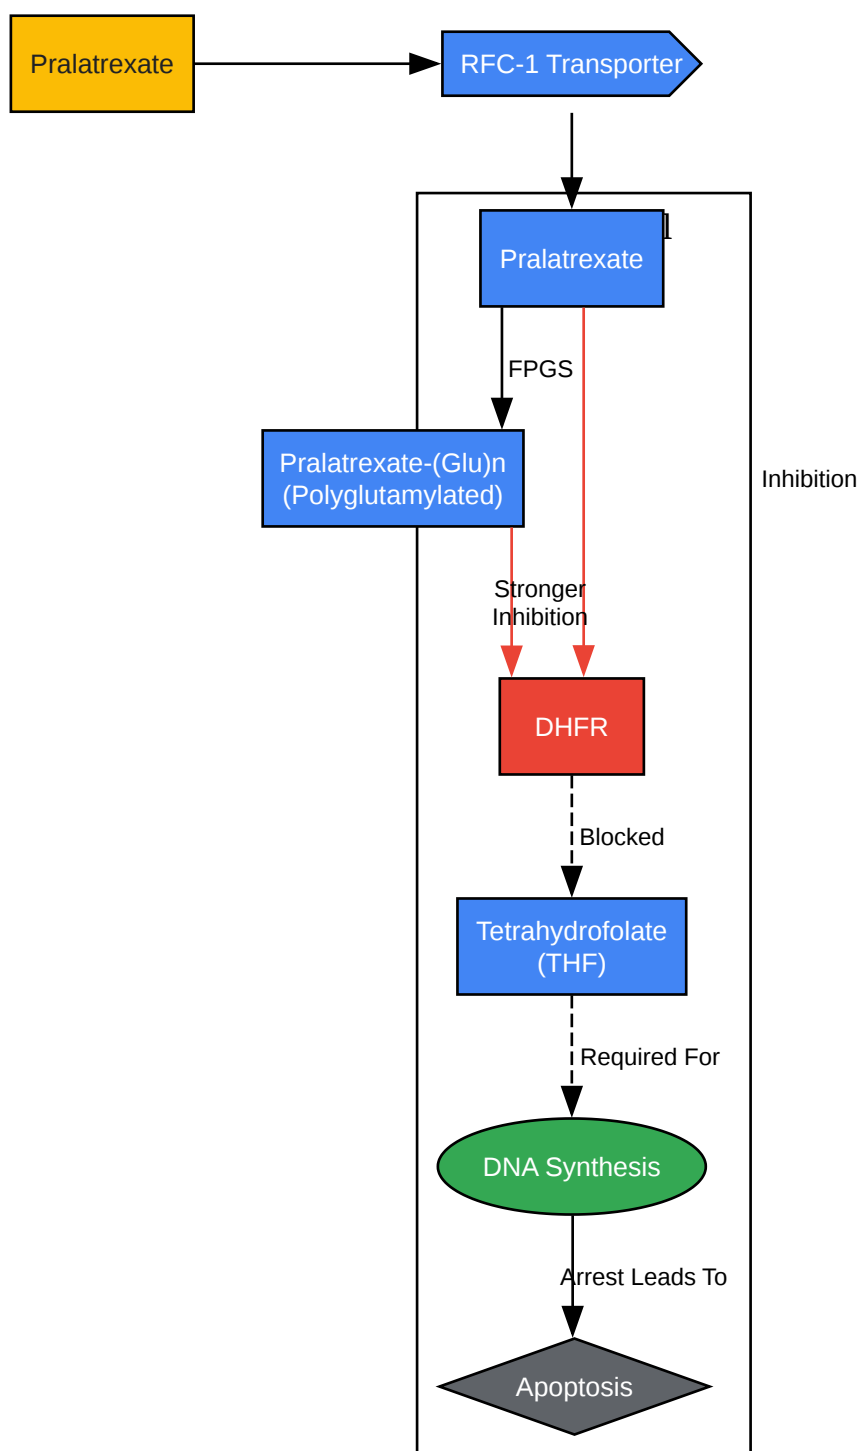 Pralatrexate
RFC-1 Transporter
Pralatrexate
FPGS
Pralatrexate-(Glu)n
(Polyglutamylated)
Inhibition
Stronger
Inhibition
DHFR
Blocked
Tetrahydrofolate
(THF)
Required For
DNA Synthesis
Arrest Leads To
Apoptosis